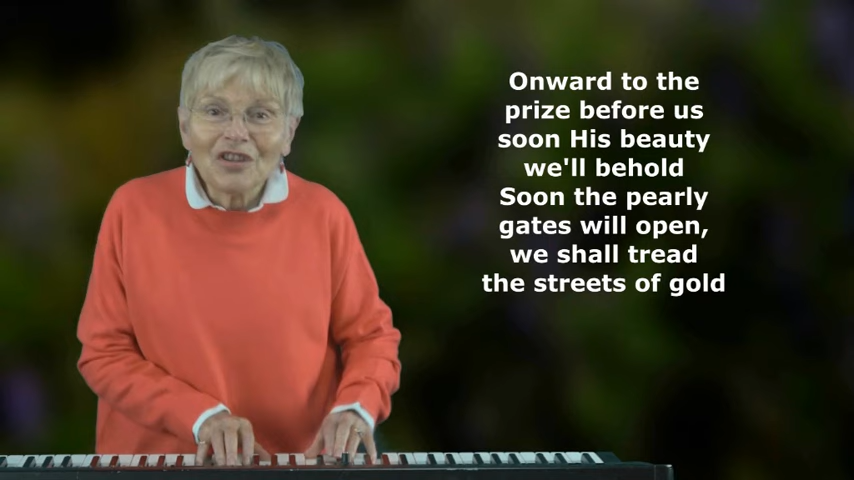 Onward to the
prize before us
soon His beauty
we'll behold
Soon the pearly
gates will open,
we shall tread
the streets of gold